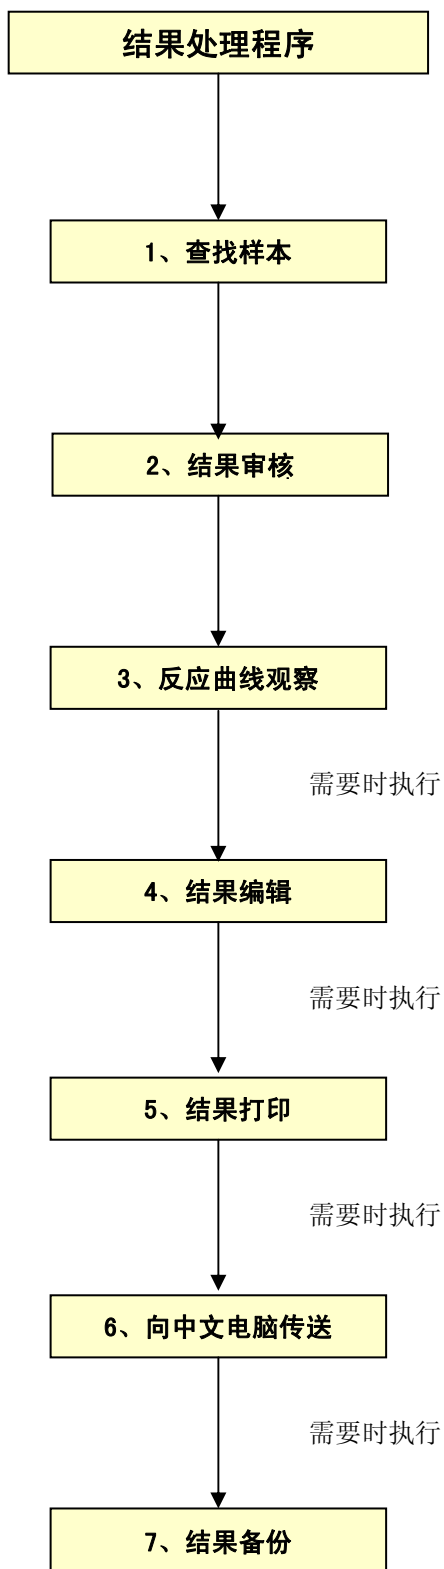 结果处理程序
1、查找样本
2、结果审核
3、反应曲线观察
需要时执行
4、结果编辑
需要时执行
5、结果打印
需要时执行
6、向中文电脑传送
需要时执行
7、结果备份